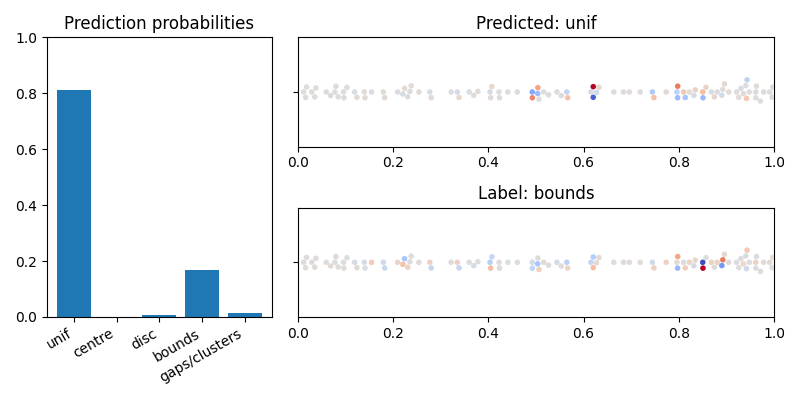 Prediction probabilities
1.0
0.8
0.6
0.4
0.2
0.0
unif
centre
disc
bounds
gaps/clusters
Predicted: unif
0.0 0.2 0.4 0.6 0.8 1.0
Label: bounds
0.0 0.2 0.4 0.6 0.8 1.0